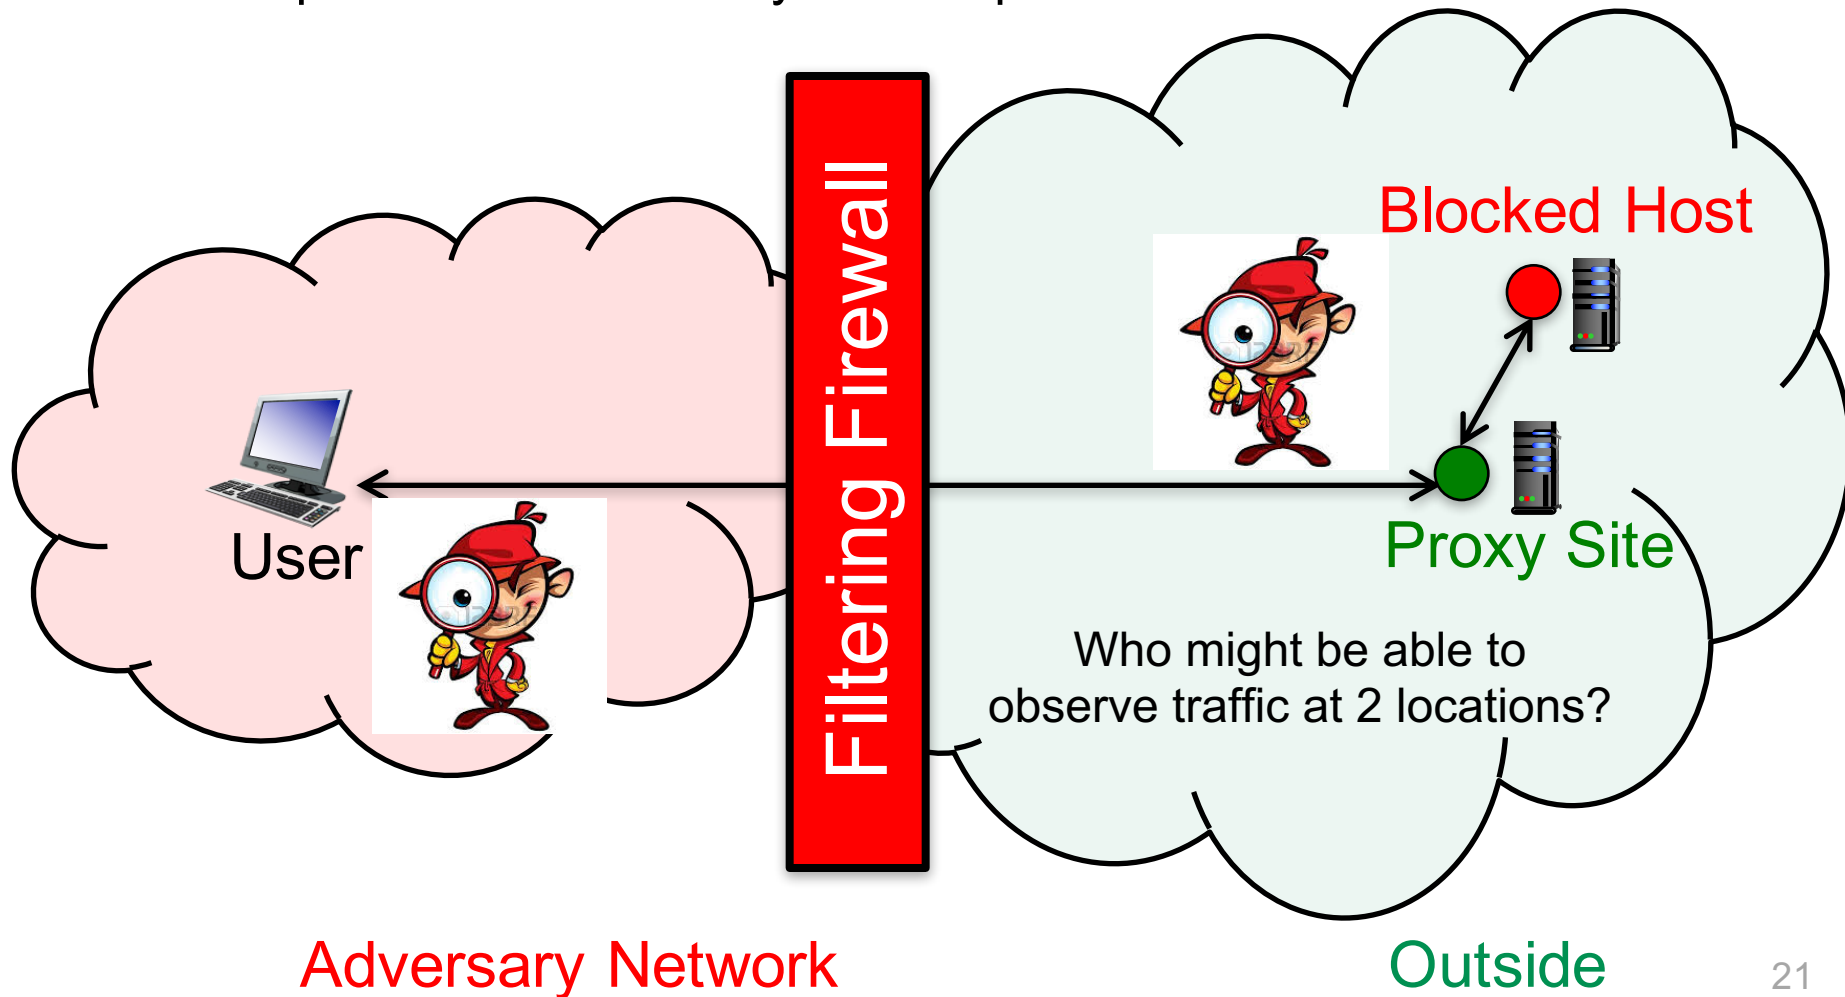 Blocked Host
Filtering Firewall
User
Proxy Site
Who might be able to
observe traffic at 2 locations?
Adversary Network
Outside
21